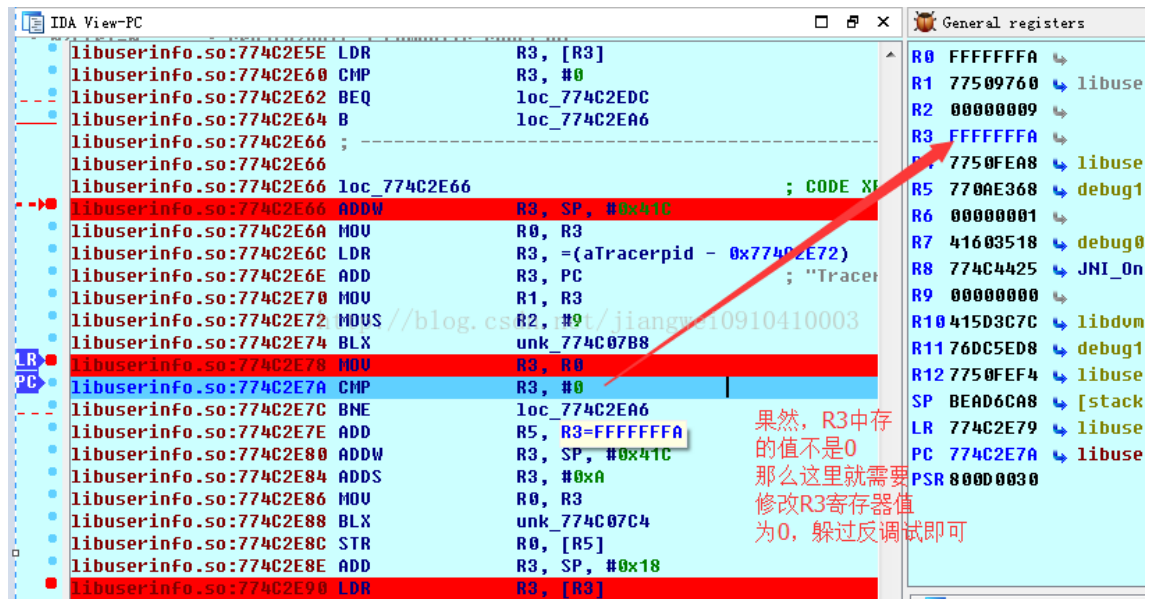 IDA View-PC
libuserinfo.so:774C2E5E LDR R3, [R3]
libuserinfo.so:774C2E60 CMP R3, #0
libuserinfo.so:774C2E62 BEQ loc_774C2EDC
libuserinfo.so:774C2E64 B loc_774C2EA6
libuserinfo.so:774C2E66 ; ----------------------------------------
libuserinfo.so:774C2E66
libuserinfo.so:774C2E66 loc_774C2E66 ; CODE XF
libuserinfo.so:774C2E66 ADDW R3, SP, #0x41C
libuserinfo.so:774C2E6A MOV R0, R3
libuserinfo.so:774C2E6C LDR R3, =(aTracerpid - 0x774C2E72)
libuserinfo.so:774C2E6E ADD R3, PC ; "Tracer
libuserinfo.so:774C2E70 MOV R1, R3
libuserinfo.so:774C2E72 MOVS R2, #9
libuserinfo.so:774C2E74 BLX unk_774C07B8
libuserinfo.so:774C2E78 MOV R3, R0
libuserinfo.so:774C2E7A CMP R3, #0
libuserinfo.so:774C2E7C BNE loc_774C2EA6
libuserinfo.so:774C2E7E ADD R5, R3=FFFFFFFA
libuserinfo.so:774C2E80 ADDW R3, SP, #0x41C
libuserinfo.so:774C2E84 ADDS R3, #0xA
libuserinfo.so:774C2E86 MOV R0, R3
libuserinfo.so:774C2E88 BLX unk_774C07C4
libuserinfo.so:774C2E8C STR R0, [R5]
libuserinfo.so:774C2E8E ADD R3, SP, #0x18
libuserinfo.so:774C2E90 LDR R3, [R3]
LR
PC
http://blog.csdn.net/jiangwei0910410003
果然，R3中存
的值不是0
那么这里就需要
修改R3寄存器值
为0，躲过反调试即可
General registers
R0 FFFFFFFA
R1 77509760 libuse
R2 00000009
R3 FFFFFFFA
7750FEA8 libuse
R5 770AE368 debug1
R6 00000001
R7 41603518 debug0
R8 774C4425 JNI_On
R9 00000000
R10 415D3C7C libdvm
R11 76DC5ED8 debug1
R12 7750FEF4 libuse
SP BEAD6CA8 [stack
LR 774C2E79 libuse
PC 774C2E7A libuse
PSR 800D0030